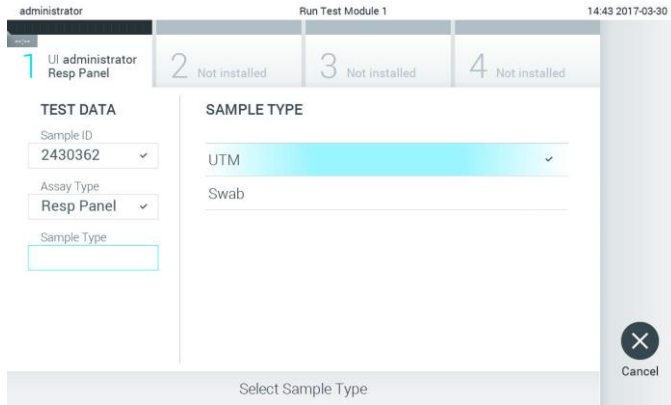 administrator
Run Test Module 1
14:43 2017-03-30
--:--
1 UI administrator
Resp Panel
2 Not installed
3 Not installed
4 Not installed
TEST DATA
Sample ID
2430362
Assay Type
Resp Panel
Sample Type
SAMPLE TYPE
UTM
Swab
Cancel
Select Sample Type